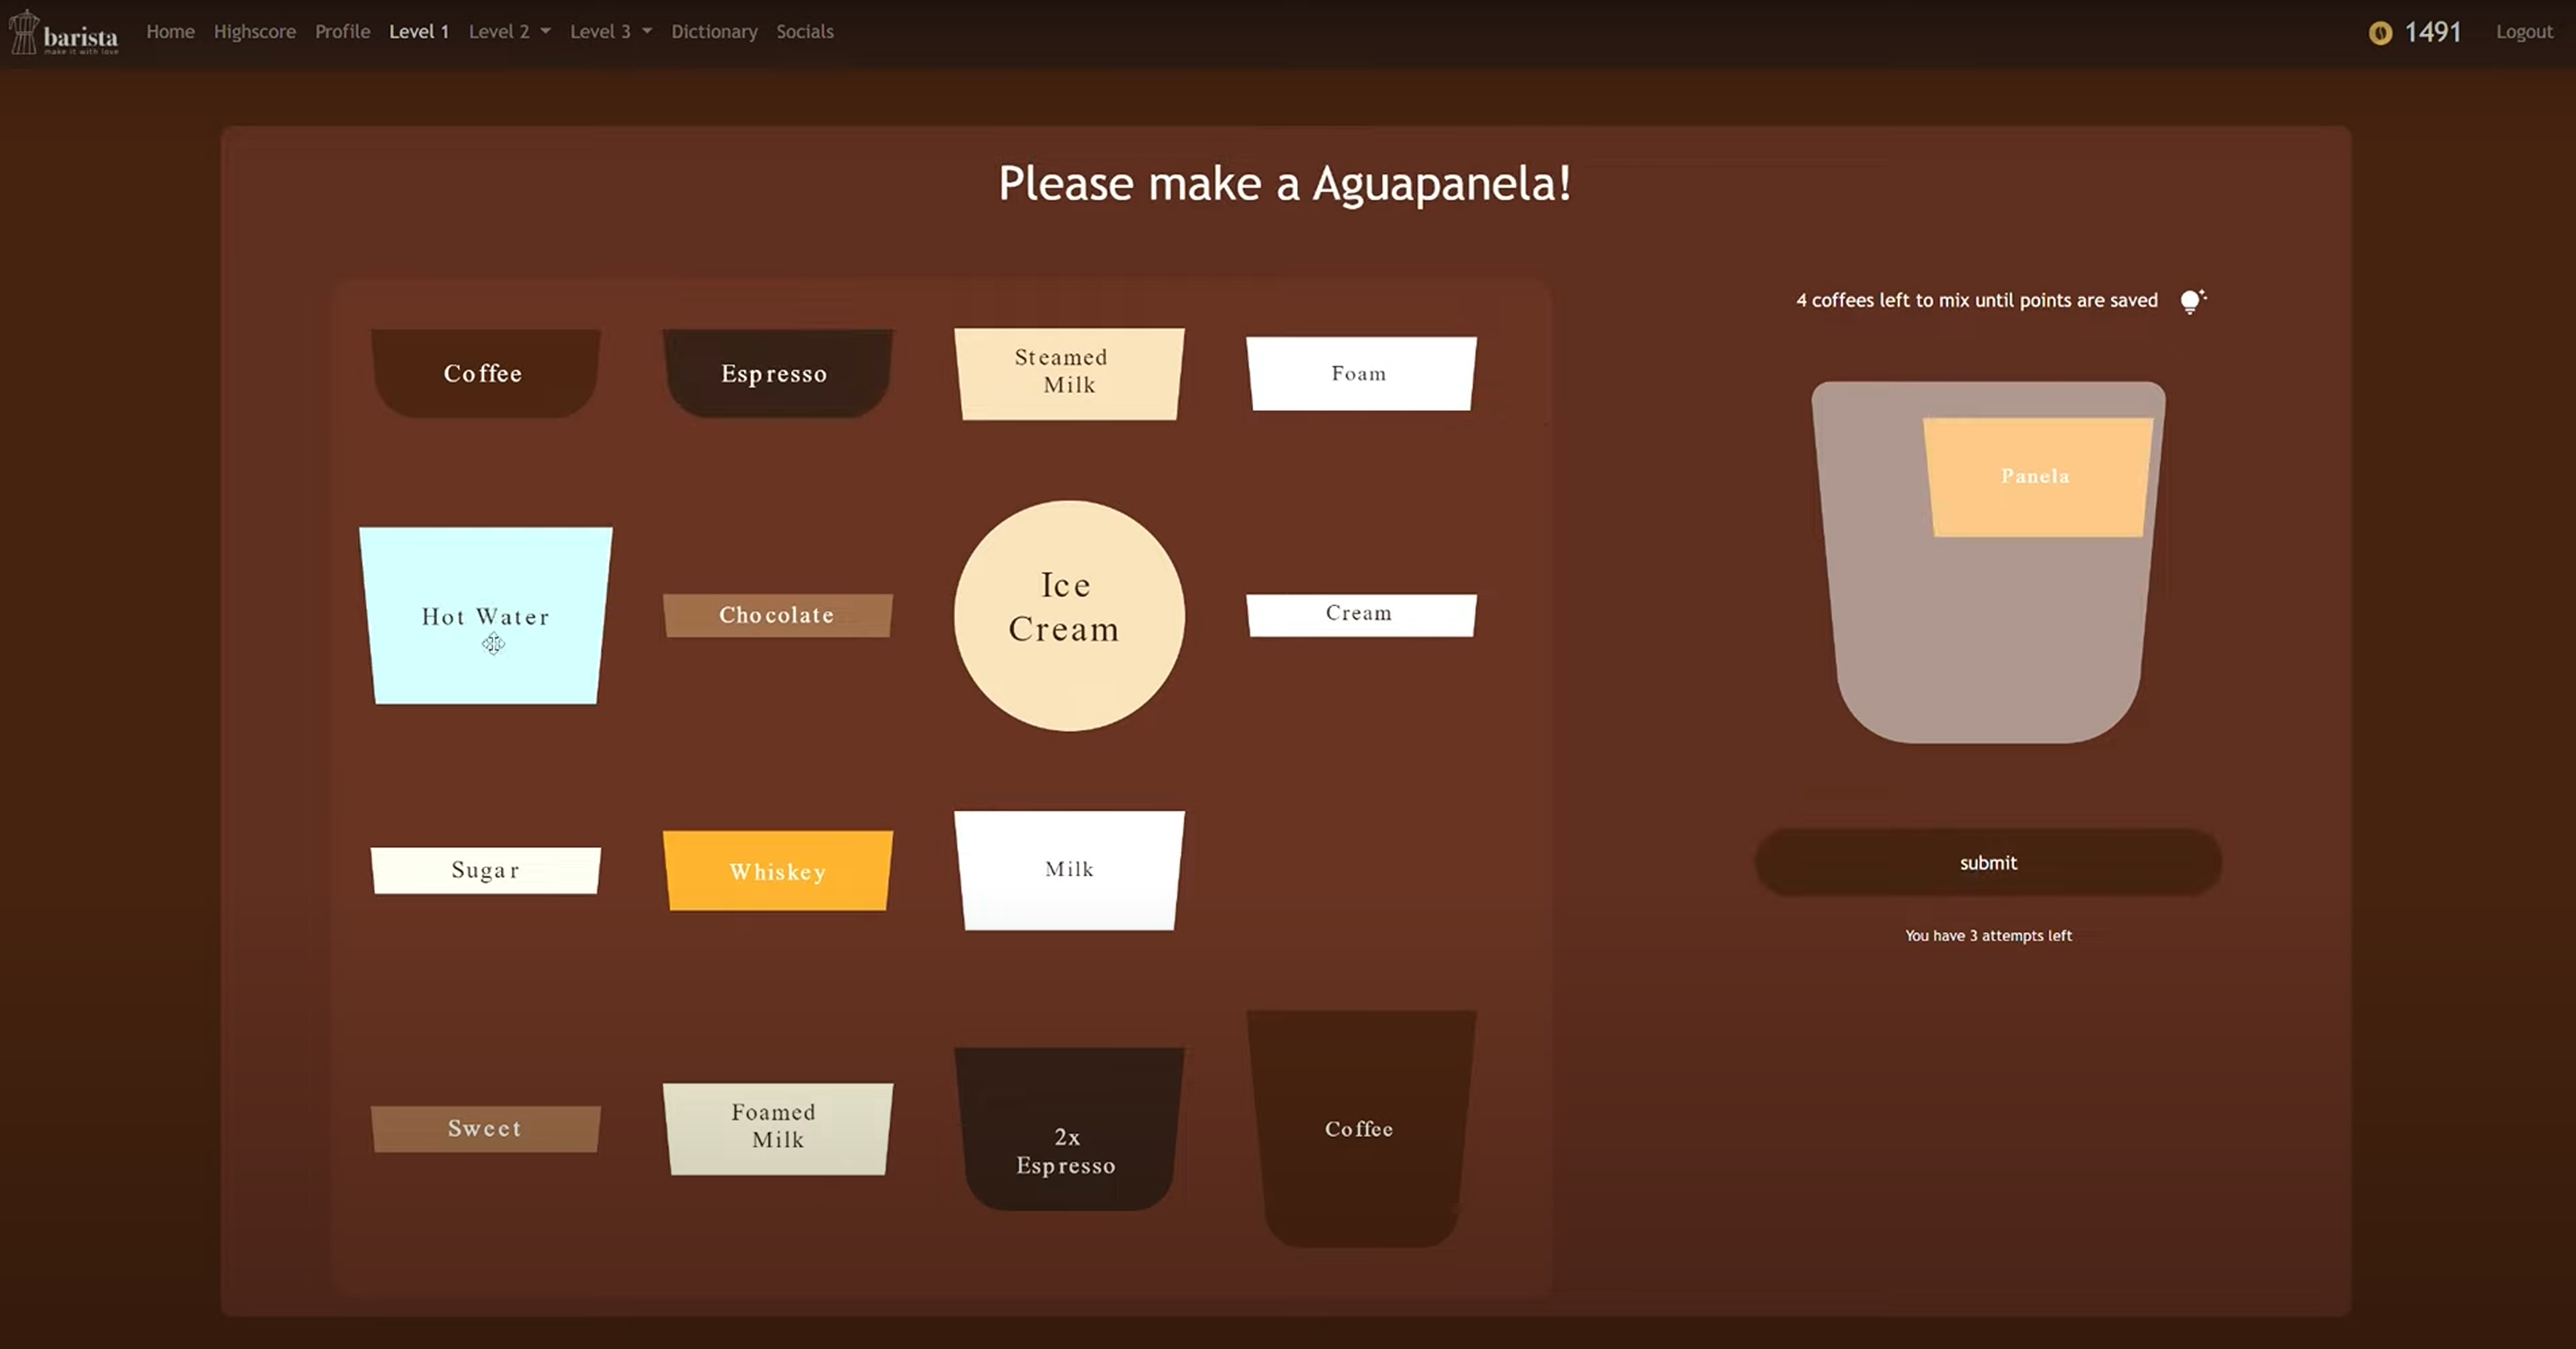 barista
make it with love
Home Highscore Profile Level 1 Level 2 Level 3 Dictionary Socials
1491 Logout
Please make a Aguapanela!
4 coffees left to mix until points are saved
Coffee Espresso Steamed Milk Foam
Panela
Hot Water Chocolate Ice Cream Cream
Sugar Whiskey Milk
submit
You have 3 attempts left
Sweet Foamed Milk 2x Espresso Coffee